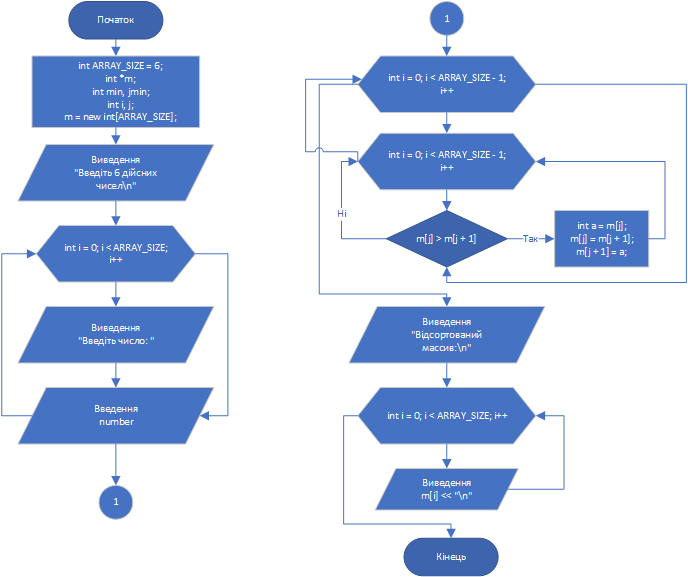 Початок
int ARRAY_SIZE = 6;
int *m;
int min, jmin;
int i, j;
m = new int[ARRAY_SIZE];
Виведення
"Введіть 6 дійсних
чисел\n"
int i = 0; i < ARRAY_SIZE;
i++
Виведення
"Введіть число: "
Введення
number
1
1
int i = 0; i < ARRAY_SIZE - 1;
i++
int i = 0; i < ARRAY_SIZE - 1;
i++
Ні
m[j] > m[j + 1]
Так
int a = m[j];
m[j] = m[j + 1];
m[j + 1] = a;
Виведення
"Відсортований
массив:\n"
int i = 0; i < ARRAY_SIZE; i++
Виведення
m[i] << "\n"
Кінець